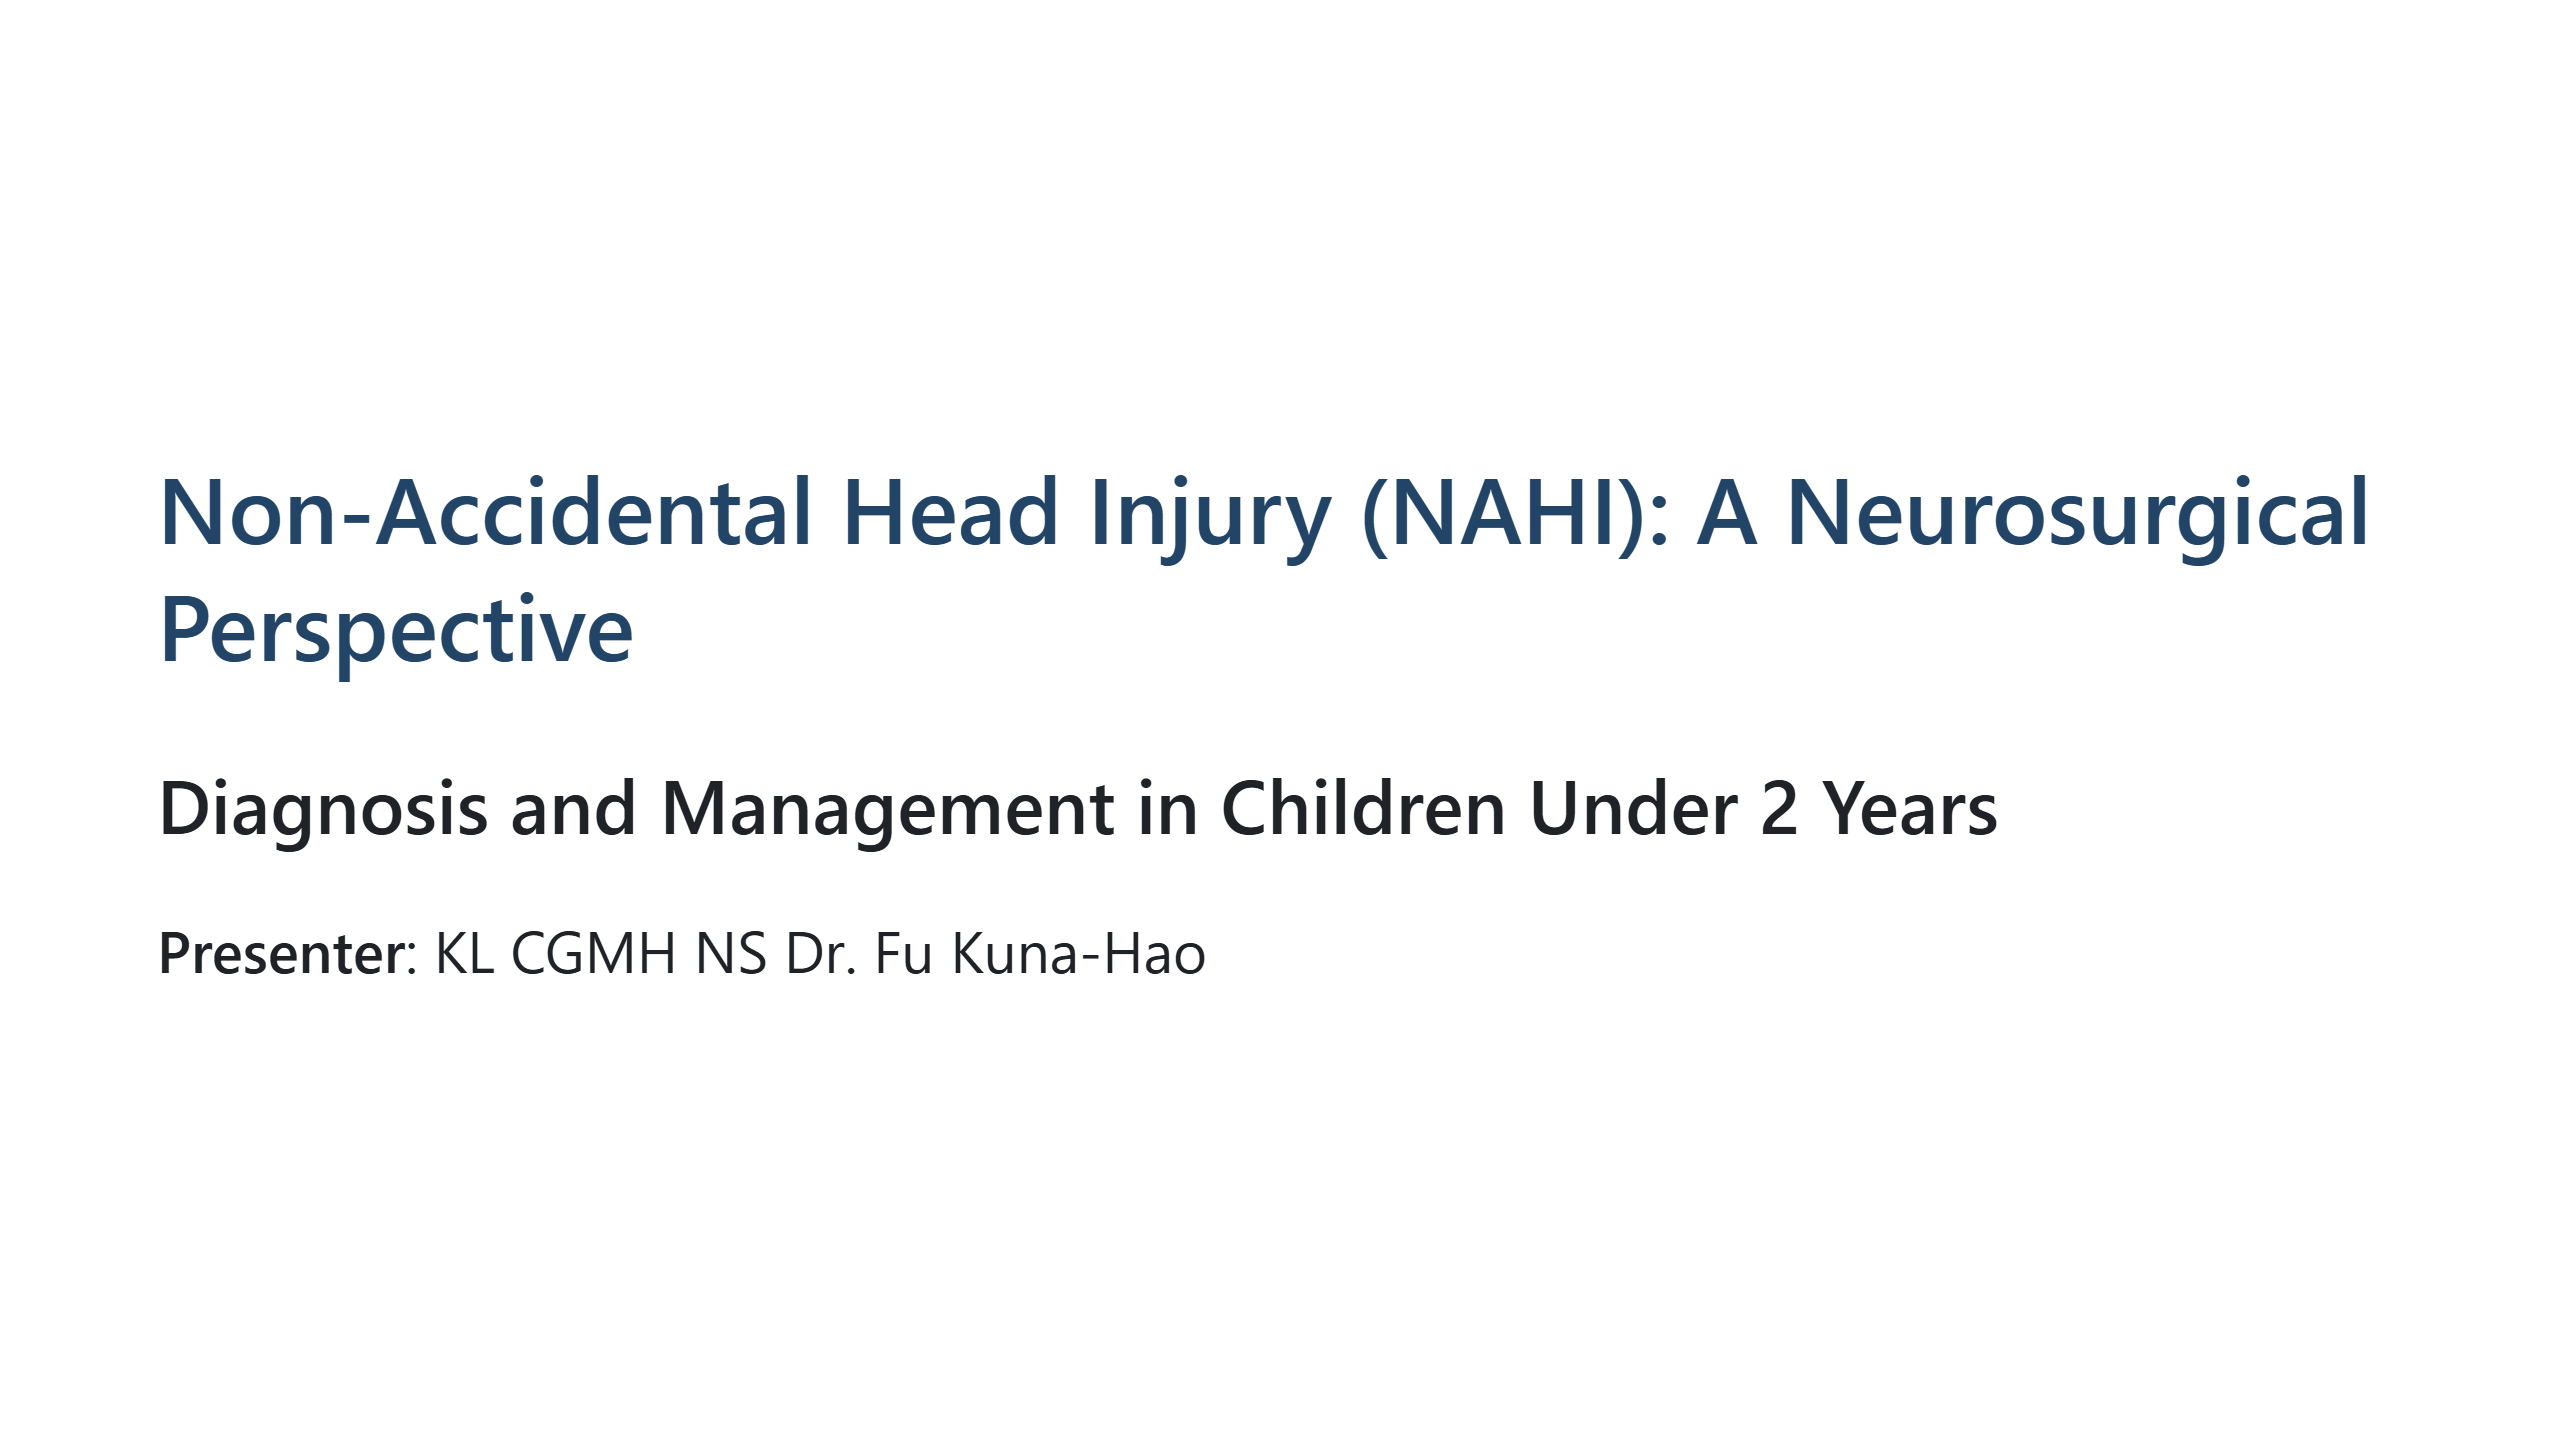 Non-Accidental Head Injury (NAHI): A Neurosurgical
Perspective
Diagnosis and Management in Children Under 2 Years
Presenter: KL CGMH NS Dr. Fu Kuna-Hao